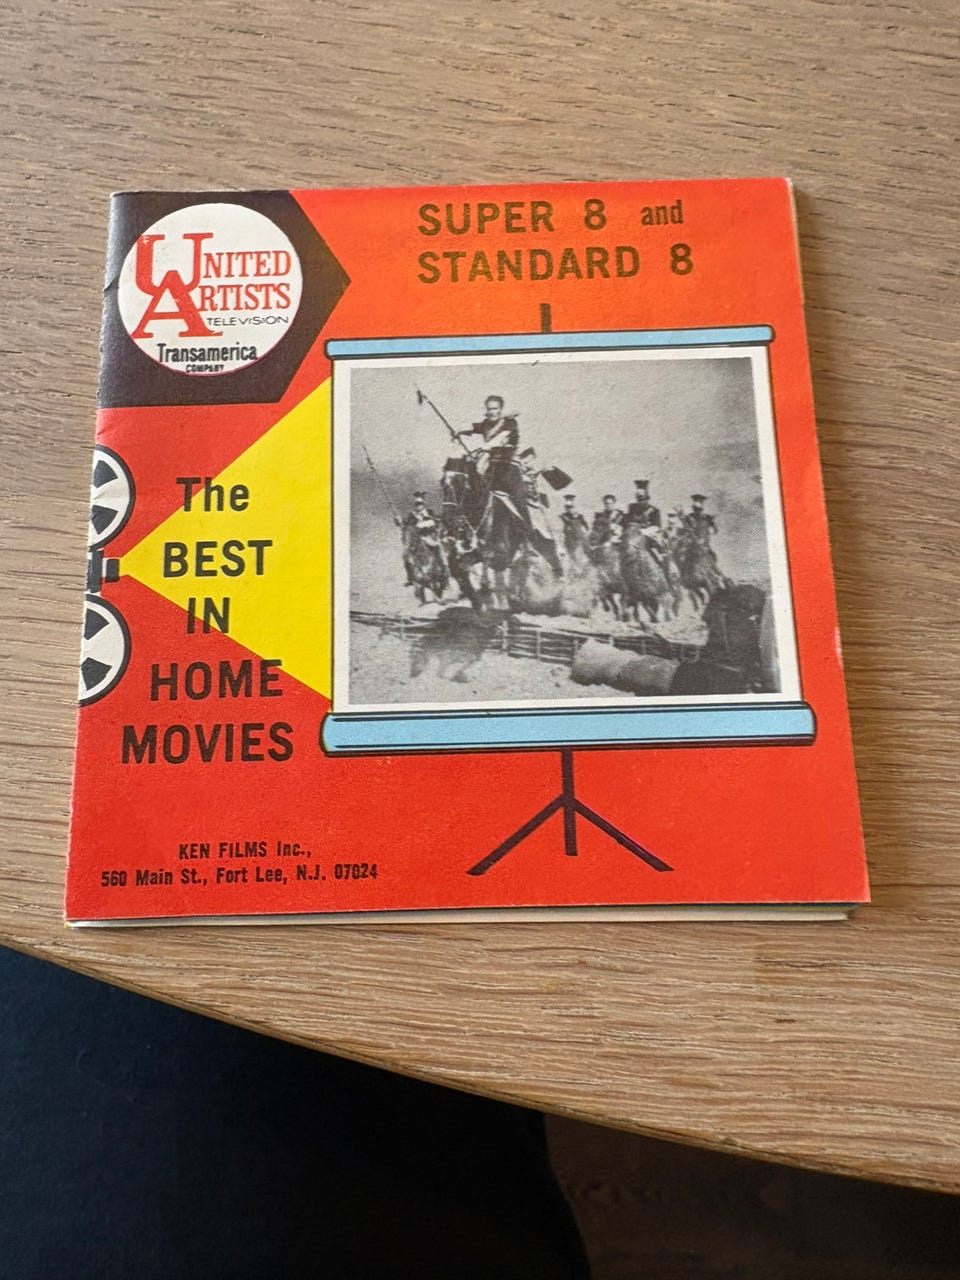 UNITED
ARTISTS
TELEVISION
Transamerica
COMPANY
SUPER 8 and
STANDARD 8
The
BEST
IN
HOME
MOVIES
KEN FILMS Inc.,
560 Main St., Fort Lee, N.J. 07024